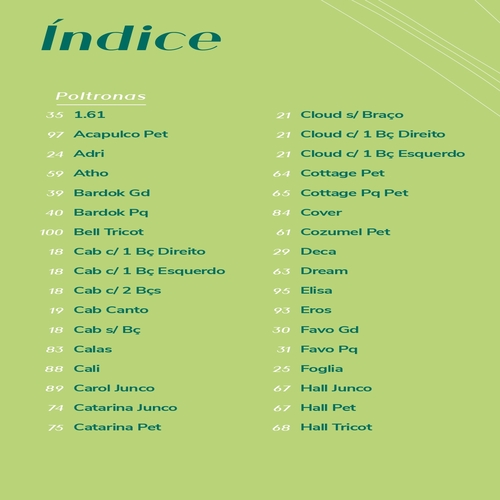 Índice
Poltronas
35 1.61
97 Acapulco Pet
24 Adri
59 Atho
39 Bardok Gd
40 Bardok Pq
100 Bell Tricot
18 Cab c/ 1 Bç Direito
18 Cab c/ 1 Bç Esquerdo
18 Cab c/ 2 Bçs
19 Cab Canto
18 Cab s/ Bç
83 Calas
88 Cali
89 Carol Junco
74 Catarina Junco
75 Catarina Pet
21 Cloud s/ Braço
21 Cloud c/ 1 Bç Direito
21 Cloud c/ 1 Bç Esquerdo
64 Cottage Pet
65 Cottage Pq Pet
84 Cover
61 Cozumel Pet
29 Deca
63 Dream
95 Elisa
93 Eros
30 Favo Gd
31 Favo Pq
25 Foglia
67 Hall Junco
67 Hall Pet
68 Hall Tricot